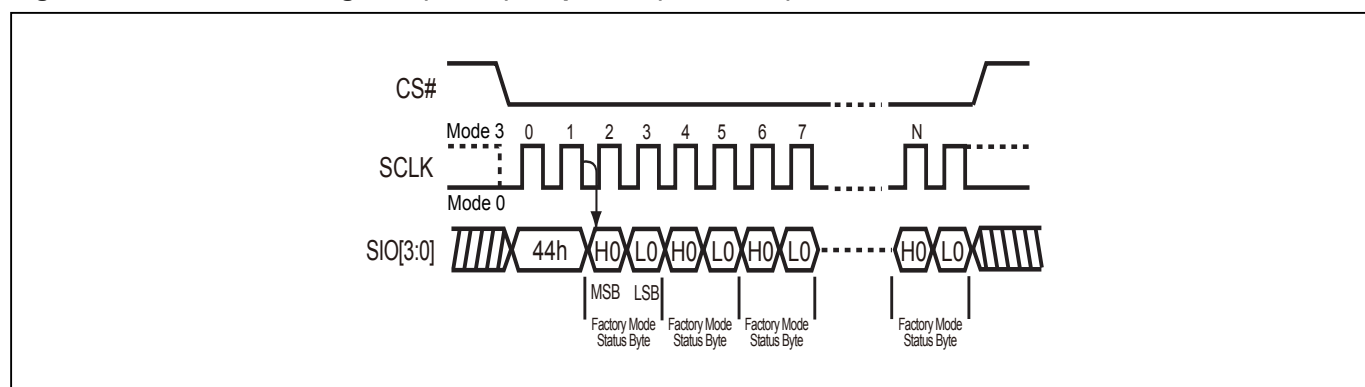 CS#
Mode 3 0 1 2 3 4 5 6 7 N
SCLK
Mode 0
SIO[3:0] 44h H0 L0 H0 L0 H0 L0 H0 L0
MSB LSB
Factory Mode Factory Mode Factory Mode Factory Mode
Status Byte Status Byte Status Byte Status Byte